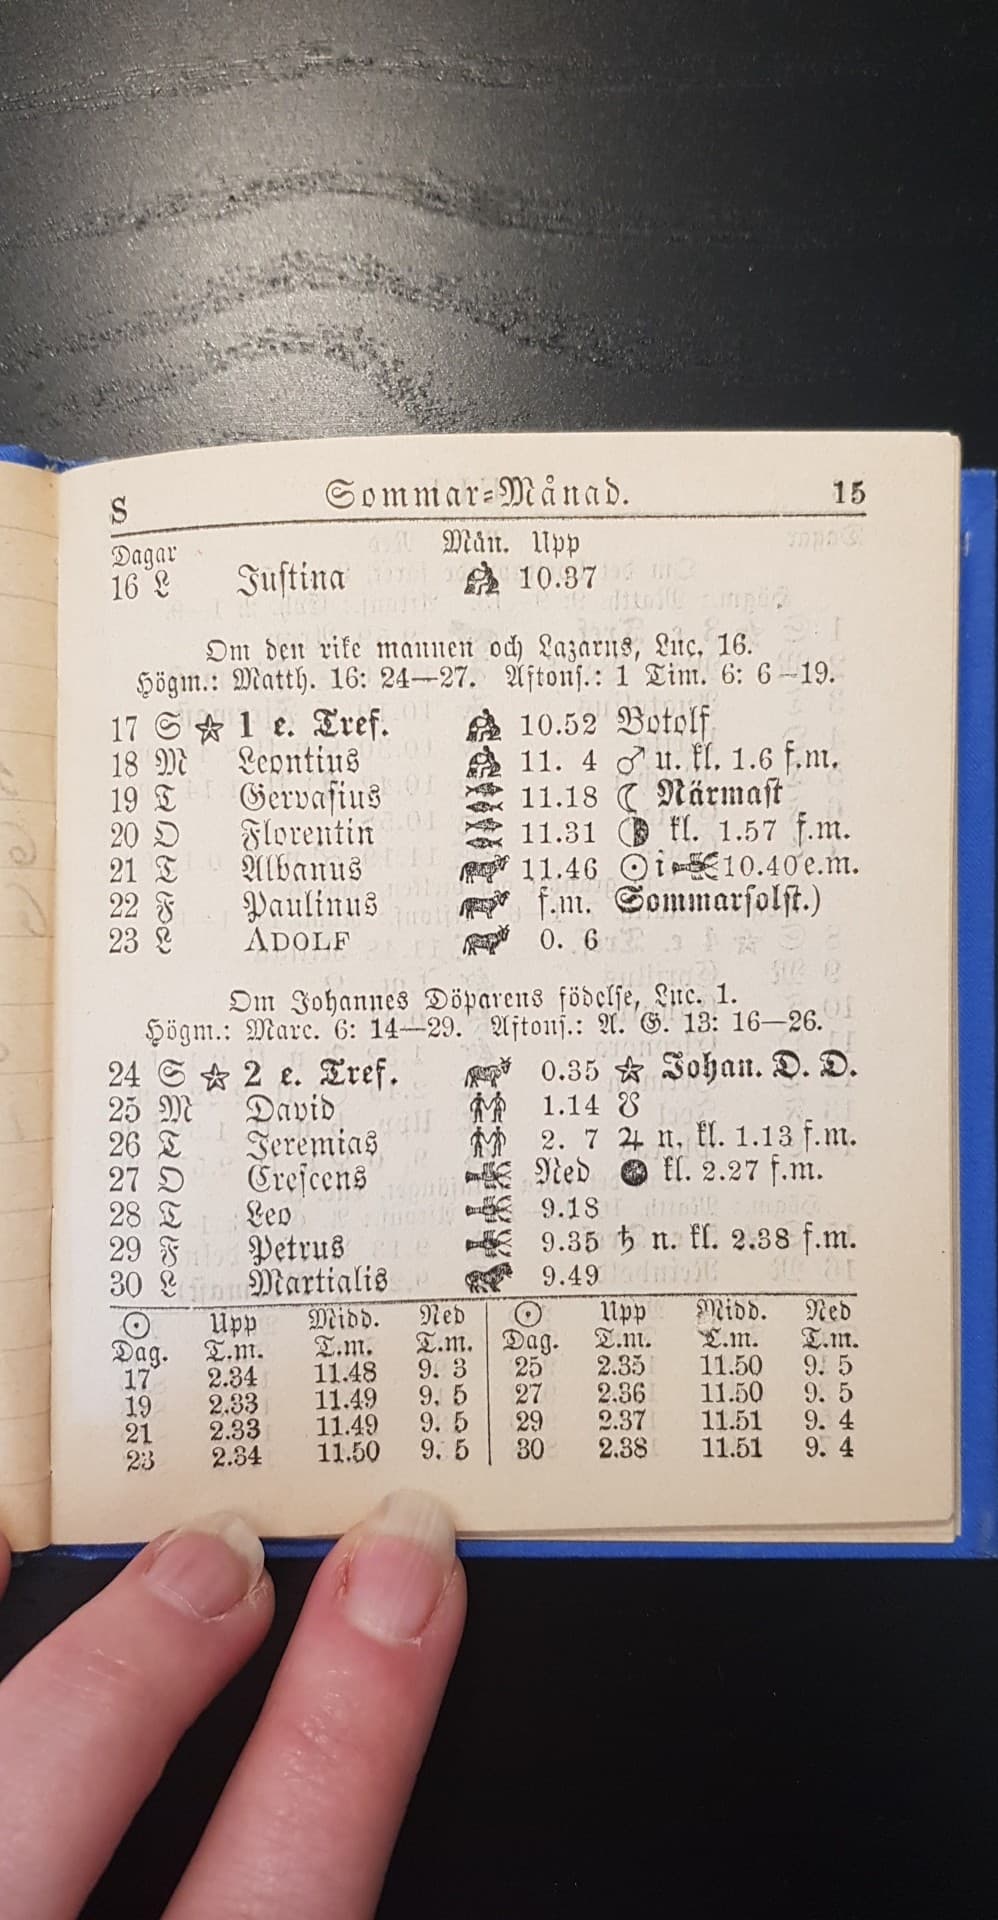 S Sommar-Månad. 15
Dagar Mån. Upp
16 L Justina 10.37
Om den rike mannen och Lazarus, Luc. 16.
Högm.: Matth. 16: 24—27. Aftonf.: 1 Tim. 6: 6—19.
17 S ☆ 1 e. Tref. 10.52 Botolf
18 M Leontius 11. 4 ♂ u. kl. 1.6 f.m.
19 T Gervasius 11.18 ☾ Närmast
20 O Florentin 11.31 ◑ kl. 1.57 f.m.
21 T Albanus 11.46 ☉ i 10.40 e.m.
22 F Paulinus f.m. Sommarsolst.)
23 L ADOLF 0. 6
Om Johannes Döparens födelse, Luc. 1.
Högm.: Marc. 6: 14—29. Aftonf.: A. G. 13: 16—26.
24 S ☆ 2 e. Tref. 0.35 ☆ Johan. D. D.
25 M David 1.14 ☋
26 T Jeremias 2. 7 ♃ n. kl. 1.13 f.m.
27 O Crescens Ned ● kl. 2.27 f.m.
28 T Leo 9.18
29 F Petrus 9.35 ♄ n. kl. 2.38 f.m.
30 L Martialis 9.49
☉ Upp Midd. Ned ☉ Upp Midd. Ned
Dag. T.m. T.m. T.m. Dag. T.m. T.m. T.m.
17 2.34 11.48 9. 3 25 2.35 11.50 9. 5
19 2.33 11.49 9. 5 27 2.36 11.50 9. 5
21 2.33 11.49 9. 5 29 2.37 11.51 9. 4
23 2.34 11.50 9. 5 30 2.38 11.51 9. 4